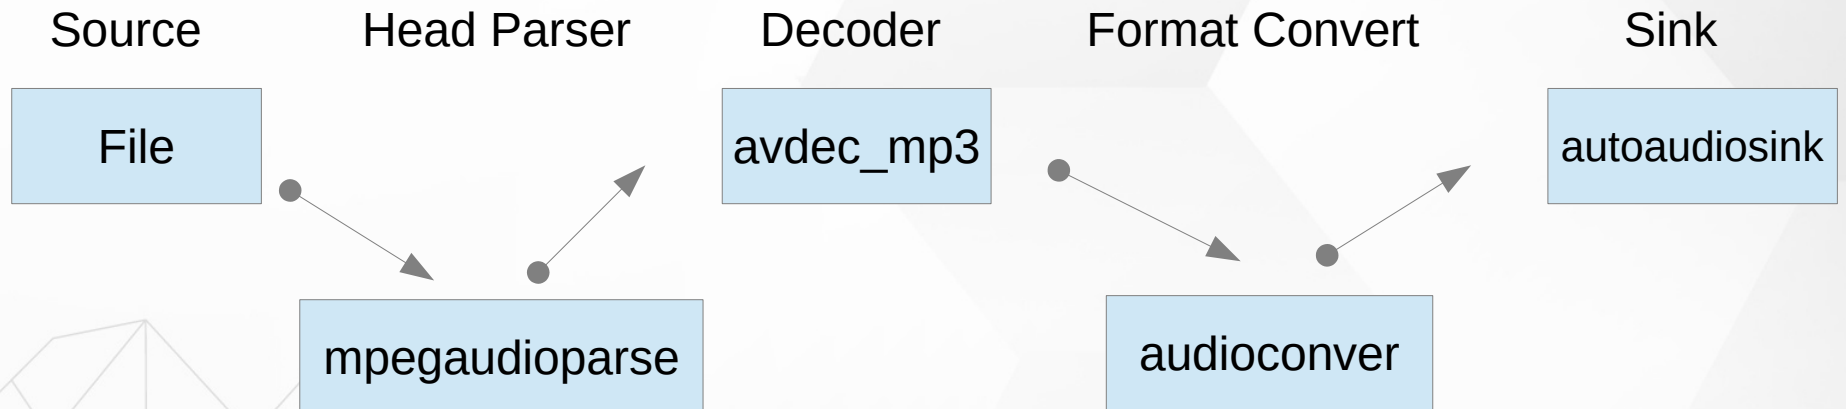 Source
Head Parser
Decoder
Format Convert
Sink
File
avdec_mp3
autoaudiosink
mpegaudioparse
audioconver